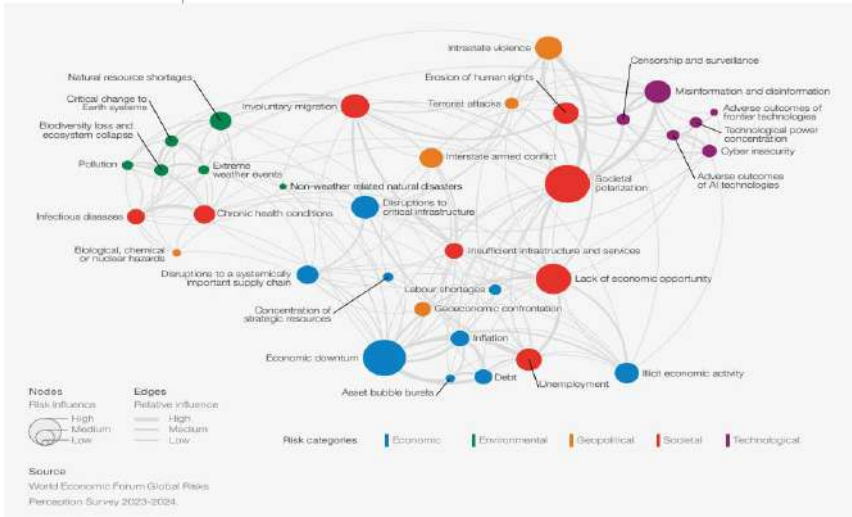 Intrastate violence
Censorship and surveillance
Natural resource shortages
Erosion of human rights
Misinformation and disinformation
Critical change to
Earth systems
Involuntary migration
Terrorist attacks
Adverse outcomes of
frontier technologies
Biodiversity loss and
ecosystem collapse
Technological power
concentration
Interstate armed conflict
Cyber insecurity
Pollution
Extreme
weather events
Societal
polarization
Adverse outcomes
of AI technologies
Non-weather related natural disasters
Infectious diseases
Chronic health conditions
Disruptions to
critical infrastructure
Biological, chemical
or nuclear hazards
Insufficient infrastructure and services
Disruptions to a systemically
important supply chain
Lack of economic opportunity
Labour shortages
Concentration of
strategic resources
Geoeconomic confrontation
Inflation
Economic downturn
Illicit economic activity
Debt
Unemployment
Asset bubble bursts
Nodes
Risk influence
High
Medium
Low
Edges
Relative influence
High
Medium
Low
Risk categories
Economic
Environmental
Geopolitical
Societal
Technological
Source
World Economic Forum Global Risks
Perception Survey 2023-2024.